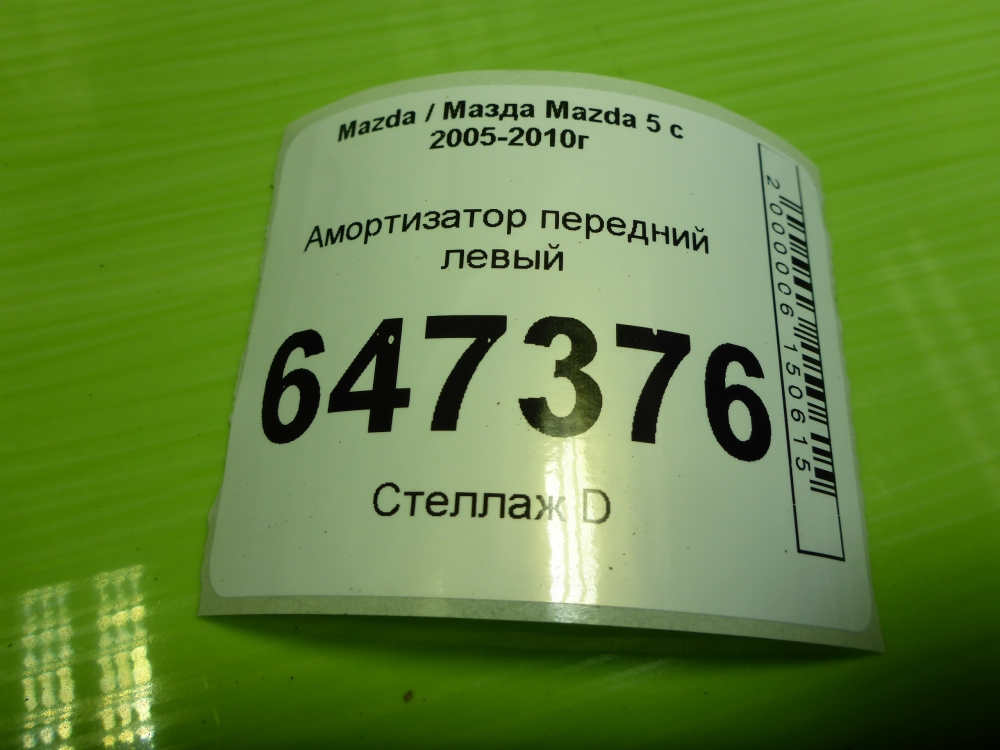 Mazda / Мазда Mazda 5 с
2005-2010г
Амортизатор передний
левый
647376
Стеллаж D
2000006150615